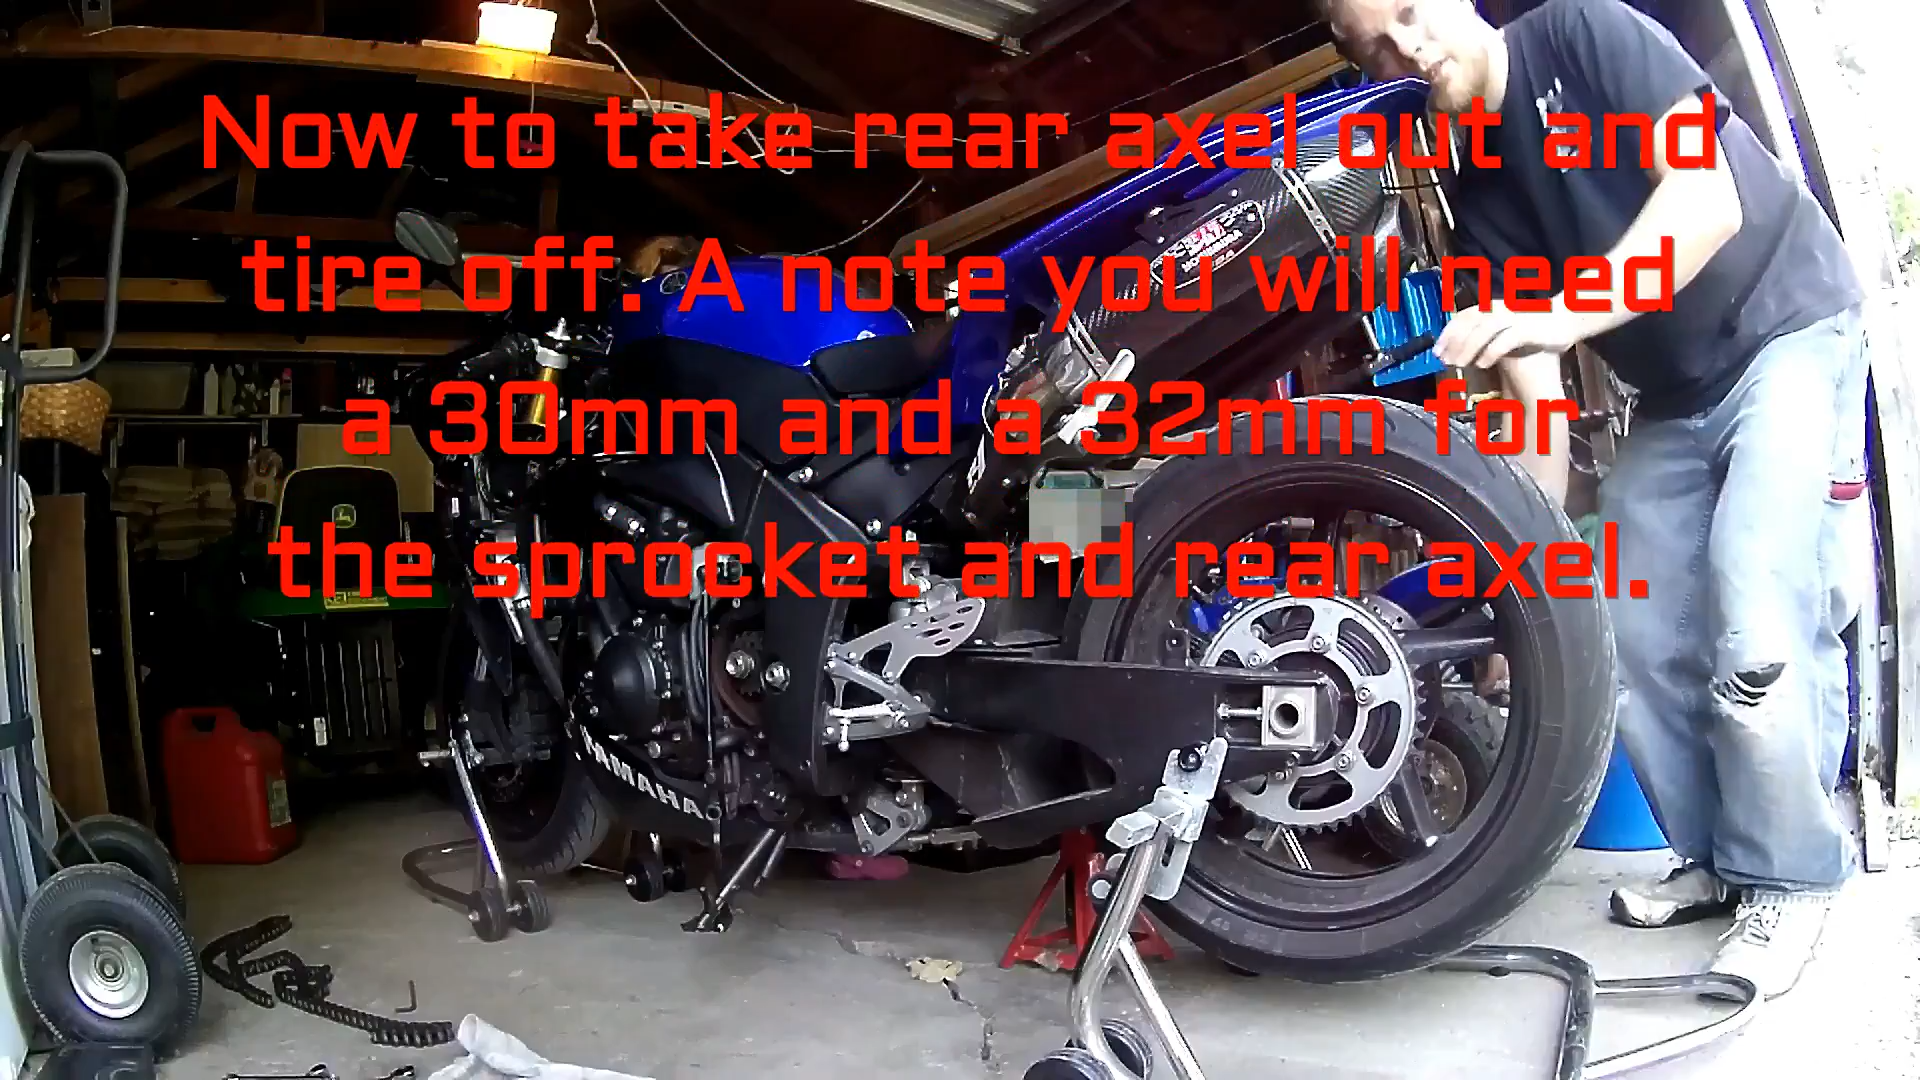 Now to take rear axel out and
tire off. A note you will need
a 30mm and a 32mm for
the sprocket and rear axel.
YAMAHA